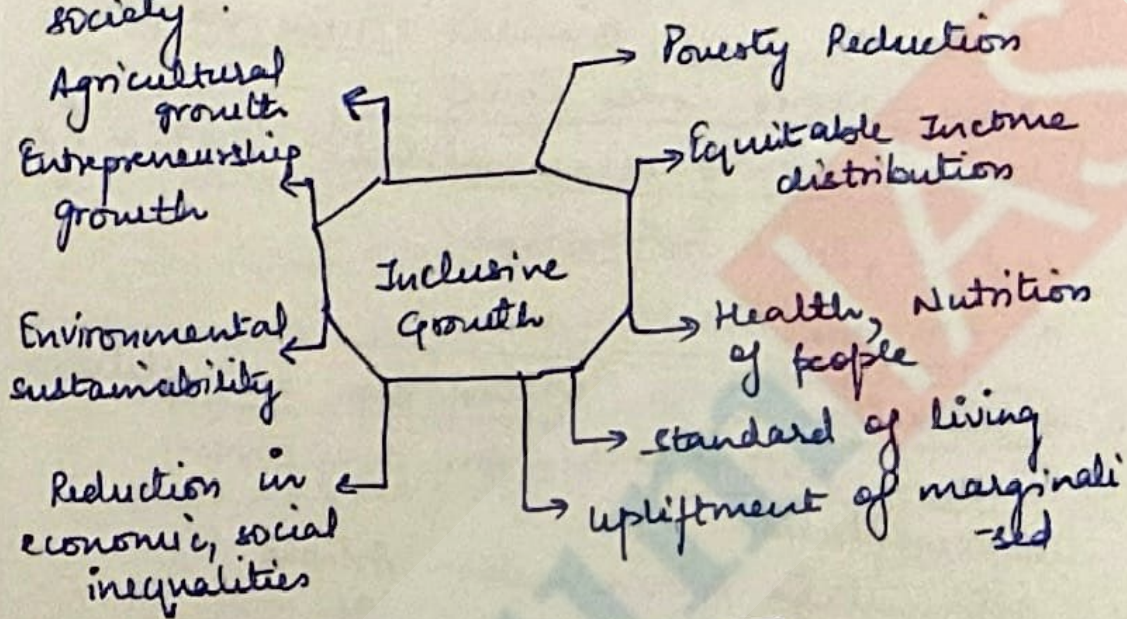 society.
Agricultural
growth
Entrepreneurship
growth
Environmental
sustainability
Reduction in
economic, social
inequalities
Inclusive
Growth
Poverty Reduction
Equitable Income
distribution
Health, Nutrition
of people
standard of living
upliftment of marginali
-sed
IAS